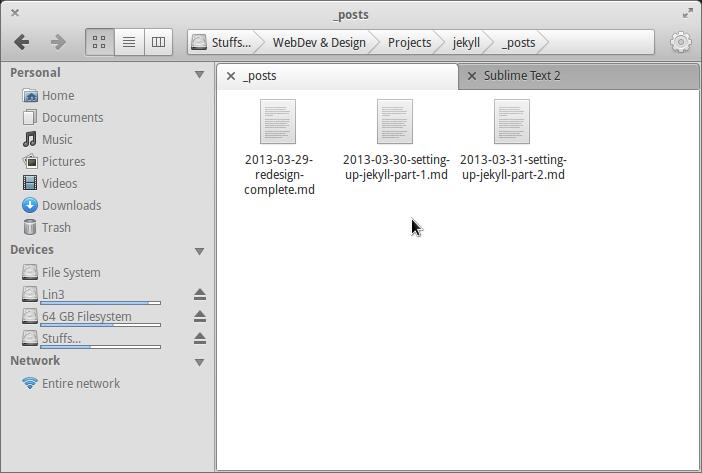 _posts
Stuffs... WebDev & Design Projects jekyll _posts
Personal
Home
Documents
Music
Pictures
Videos
Downloads
Trash
Devices
File System
Lin3
64 GB Filesystem
Stuffs...
Network
Entire network
_posts
Sublime Text 2
2013-03-29-
redesign-
complete.md
2013-03-30-setting-
up-jekyll-part-1.md
2013-03-31-setting-
up-jekyll-part-2.md